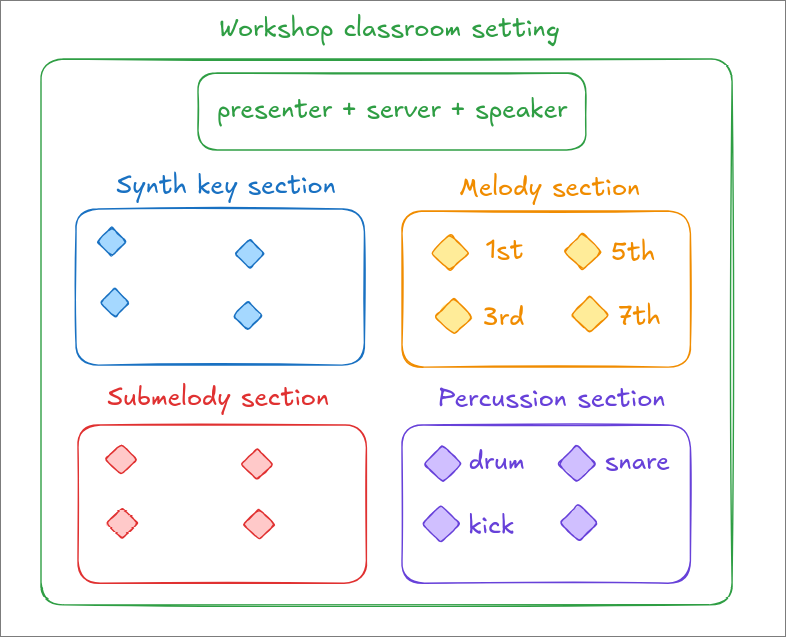 Workshop classroom setting
presenter + server + speaker
Synth key section
Melody section
1st
5th
3rd
7th
Submelody section
Percussion section
drum
snare
kick